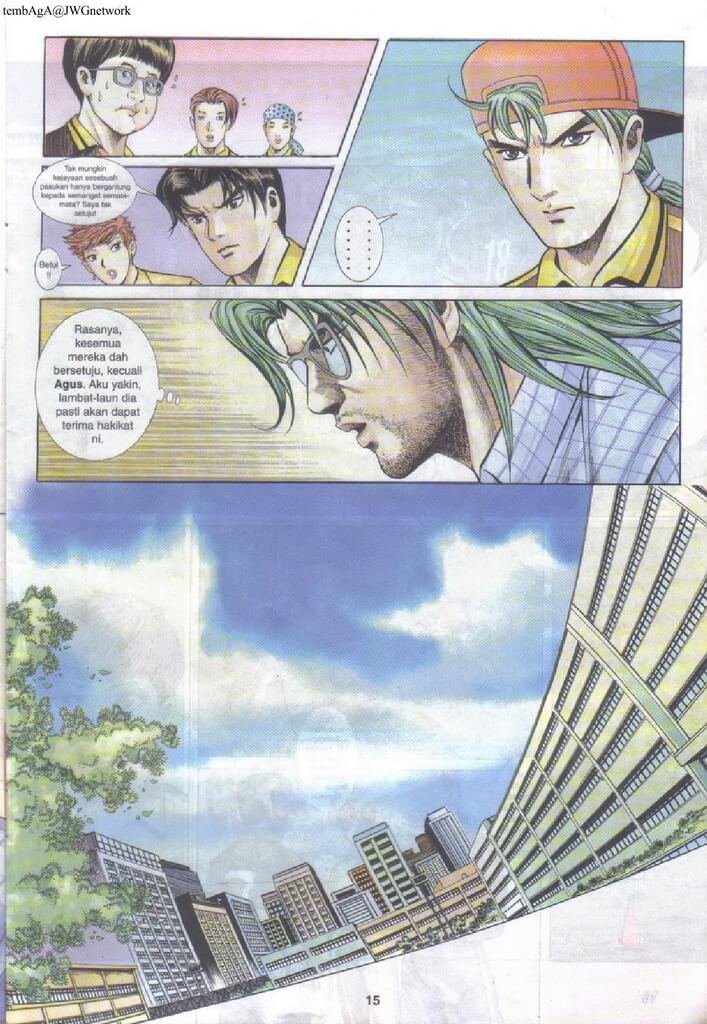 tembAgA@JWGnetwork
Tak mungkin
kejayaan sesebuah
pasukan hanya bergantung
kepada semangat semata-
mata? Saya tak
setuju!
Betul
!!
18
Rasanya,
kesemua
mereka dah
bersetuju, kecuali
Agus. Aku yakin,
lambat-laun dia
pasti akan dapat
terima hakikat
ni.
15